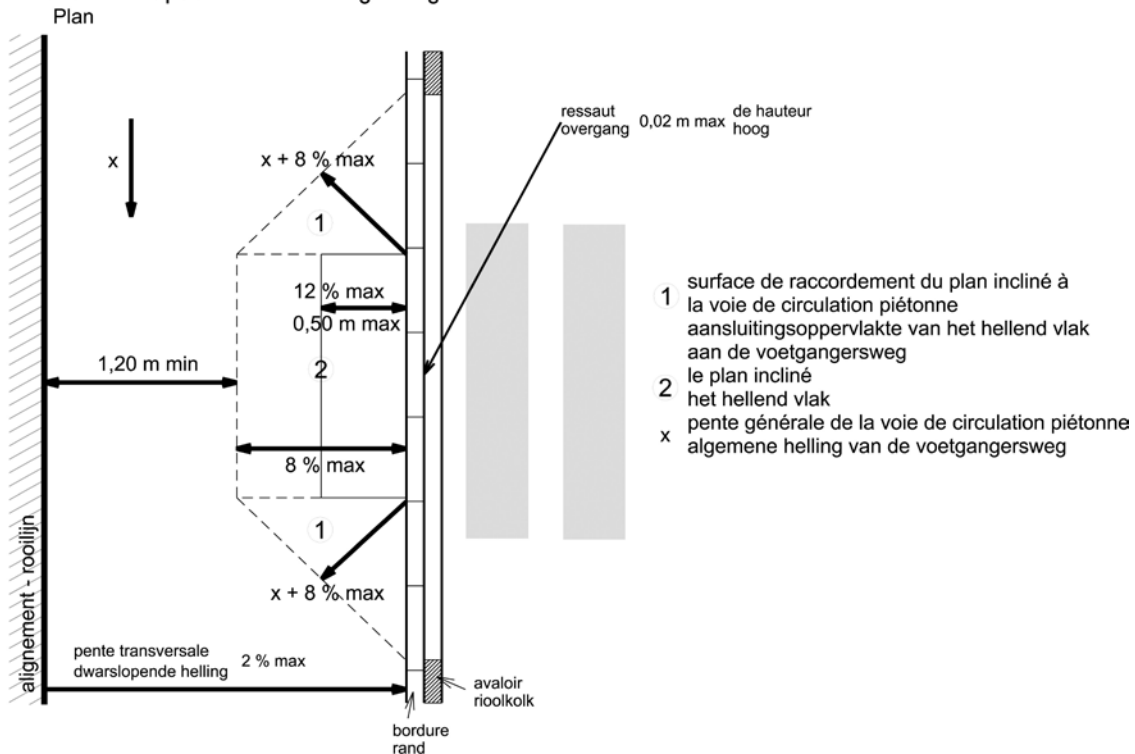 Plan
ressaut
overgang 0,02 m max de hauteur
hoog
x
x + 8 % max
1
12 % max
0,50 m max
1,20 m min
2
8 % max
1
x + 8 % max
alignement - rooilijn
pente transversale
dwarslopende helling 2 % max
avaloir
rioolkolk
bordure
rand
1 surface de raccordement du plan incliné à
la voie de circulation piétonne
aansluitingsoppervlakte van het hellend vlak
aan de voetgangersweg
2 le plan incliné
het hellend vlak
x pente générale de la voie de circulation piétonne
algemene helling van de voetgangersweg